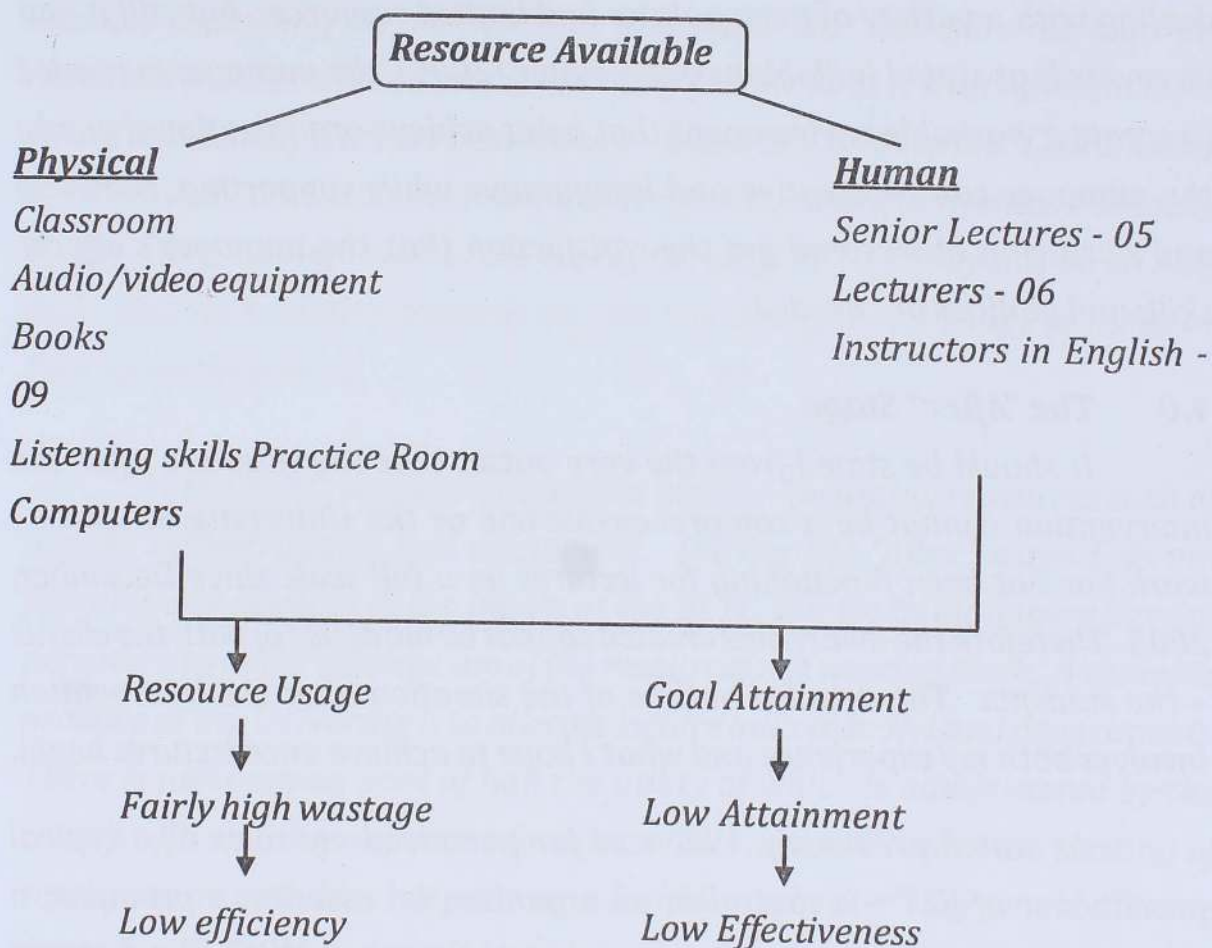 Resource Available
Physical
Classroom
Audio/video equipment
Books
09
Listening skills Practice Room
Computers
Human
Senior Lectures - 05
Lecturers - 06
Instructors in English -
Resource Usage
Fairly high wastage
Low efficiency
Goal Attainment
Low Attainment
Low Effectiveness